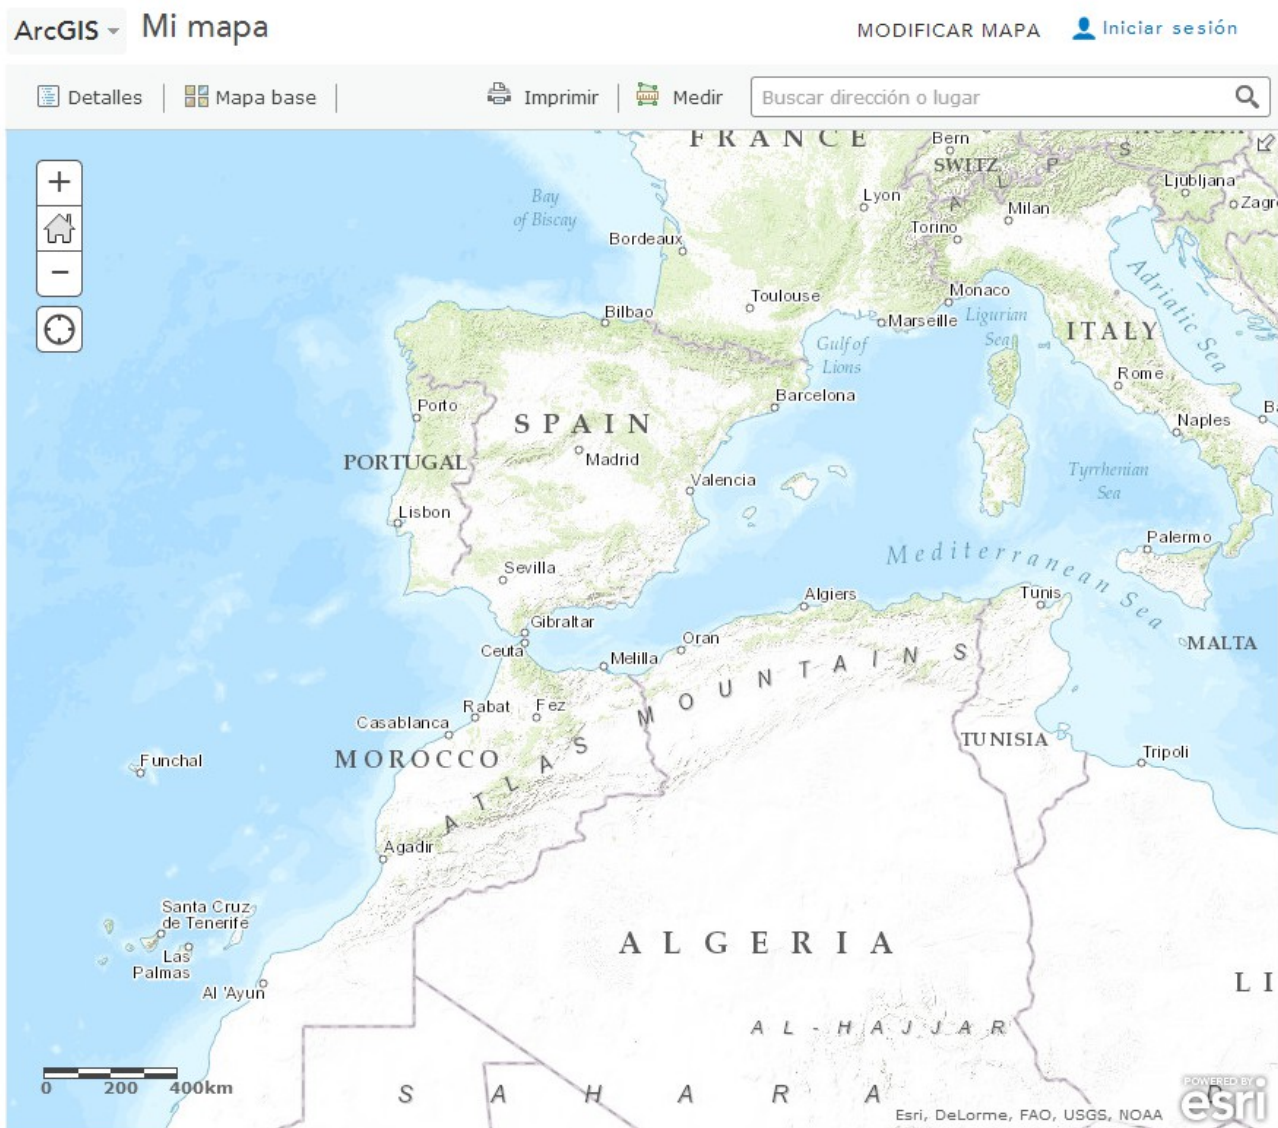 ArcGIS Mi mapa MODIFICAR MAPA Iniciar sesión
Detalles Mapa base Imprimir Medir Buscar dirección o lugar
FRANCE
Bern
AUSTRIA
SWITZ
ALPS
Ljubljana
Lyon
Milan
Bay
of Biscay
Torino
Bordeaux
Adriatic Sea
Monaco
Toulouse
Bilbao
Marseille
Ligurian
Sea
ITALY
Gulf of
Lions
Rome
Barcelona
Porto
SPAIN
Naples
PORTUGAL
Madrid
Tyrrhenian
Sea
Valencia
Lisbon
Palermo
Mediterranean Sea
Sevilla
Algiers
Tunis
Gibraltar
Oran
MALTA
Ceuta
Melilla
ATLAS MOUNTAINS
Rabat
Fez
Casablanca
TUNISIA
MOROCCO
Tripoli
Funchal
Agadir
Santa Cruz
de Tenerife
ALGERIA
Las
Palmas
LI
Al 'Ayun
AL-HAJJAR
0 200 400km
SAHARA
Esri, DeLorme, FAO, USGS, NOAA
POWERED BY
esri